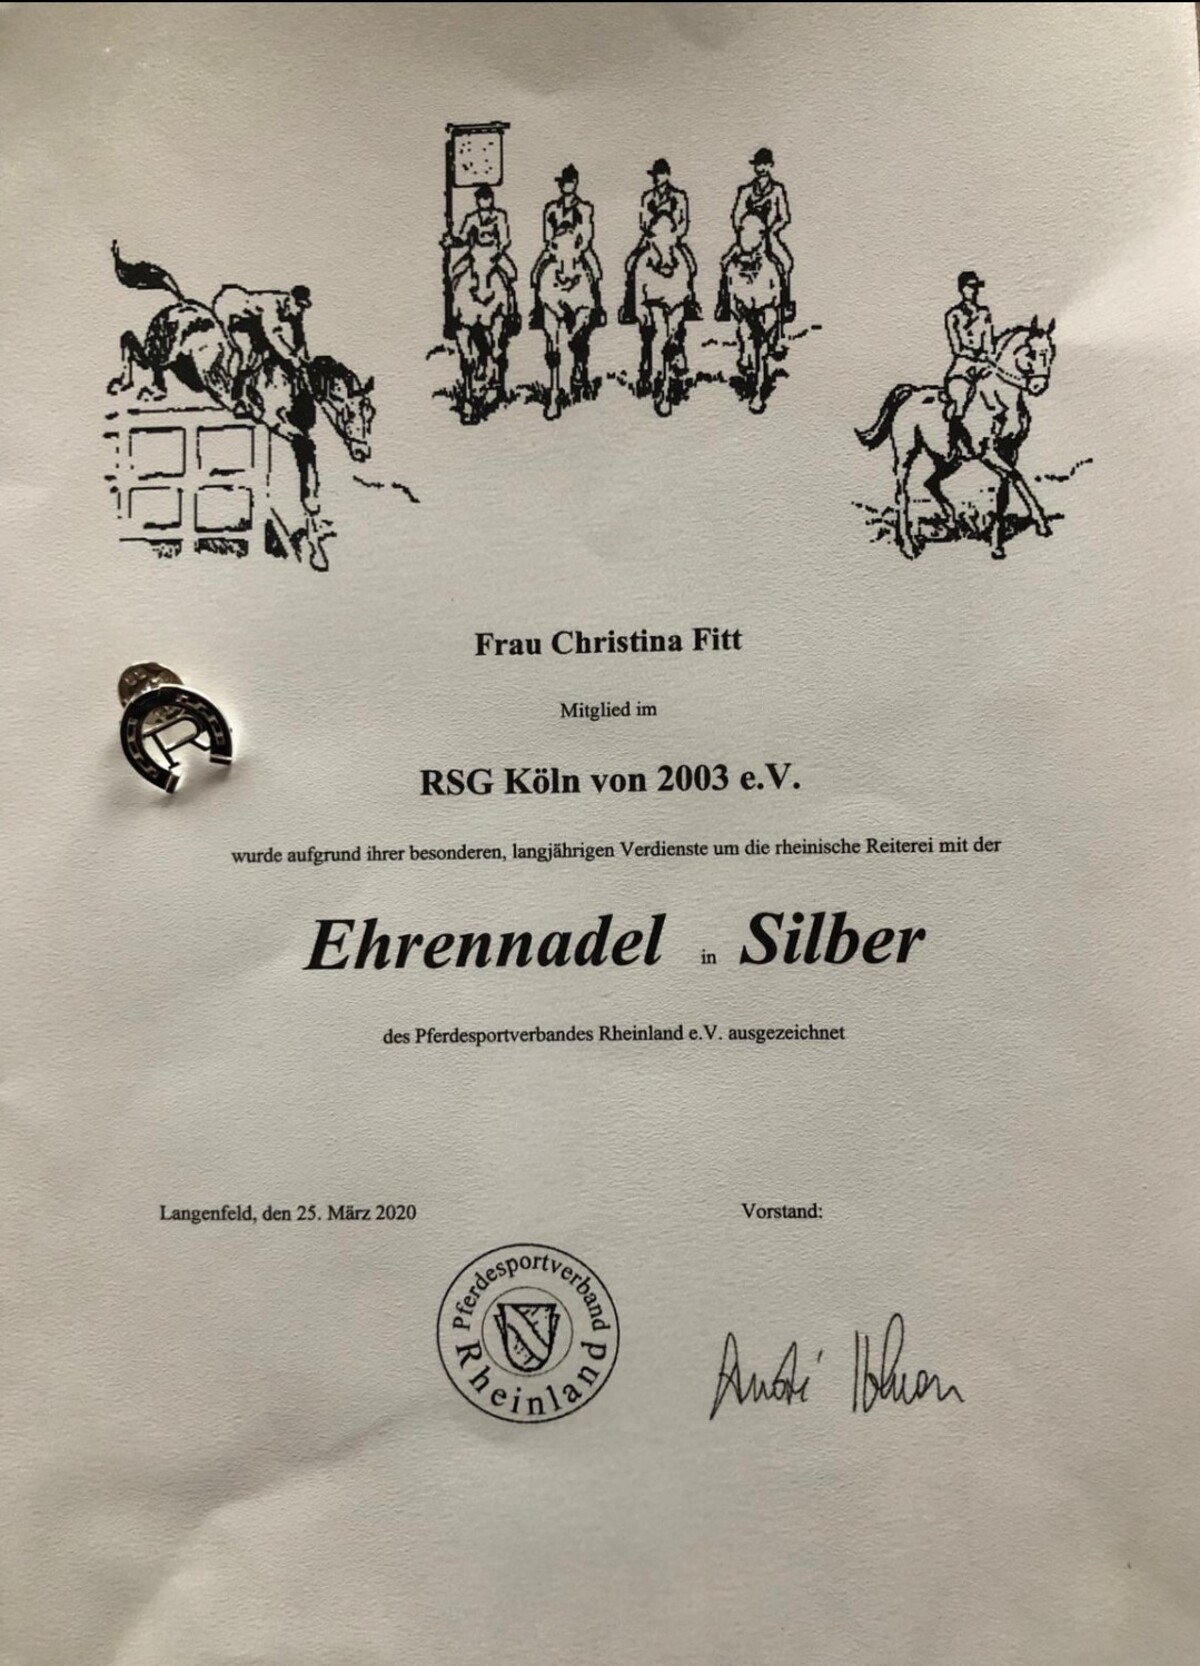 Frau Christina Fitt
Mitglied im
RSG Köln von 2003 e.V.
wurde aufgrund ihrer besonderen, langjährigen Verdienste um die rheinische Reiterei mit der
Ehrennadel in Silber
des Pferdesportverbandes Rheinland e.V. ausgezeichnet
Langenfeld, den 25. März 2020
Vorstand:
Pferdesportverband
Rheinland